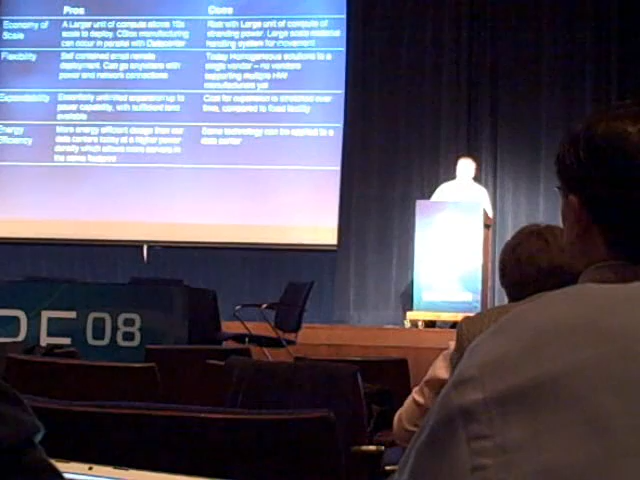 Pros Cons
Economy of Scale
A Larger unit of compute allows 10x
scale to deploy. CBox manufacturing
can occur in parallel with Datacenter
Risk with Large unit of compute of
stranding power. Large scale material
handling system for movement
Flexibility
Self contained small remote
deployment. Can go anywhere with
power and network connections
Today Homogeneous solutions to a
single vendor – no vendors
supporting multiple HW
manufacturers yet
Expandability
Essentially unlimited expansion up to
power capability, with sufficient land
available
Cost for expansion is stretched over
time, compared to fixed facility
Energy
Efficiency
More energy efficient design than our
data centers today at a higher power
density which allows more servers in
the same footprint
Same technology can be applied to a
data center
08